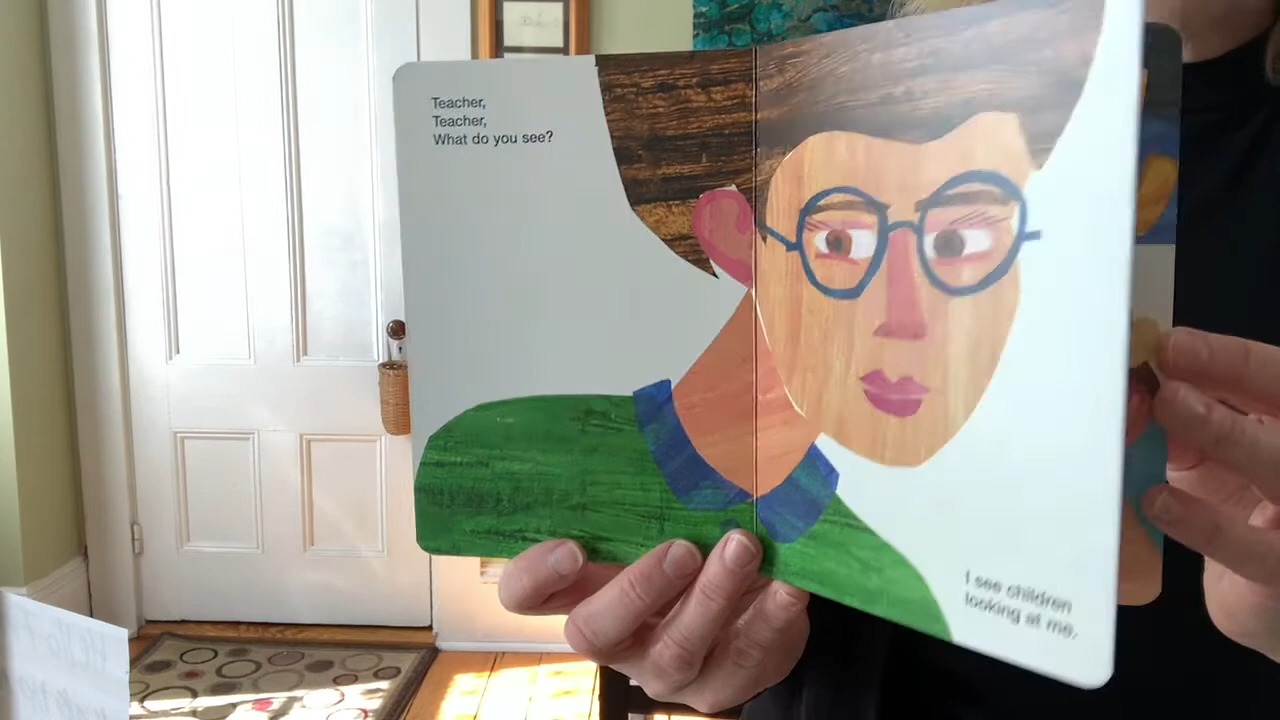 Teacher,
Teacher,
What do you see?
I see children
looking at me.